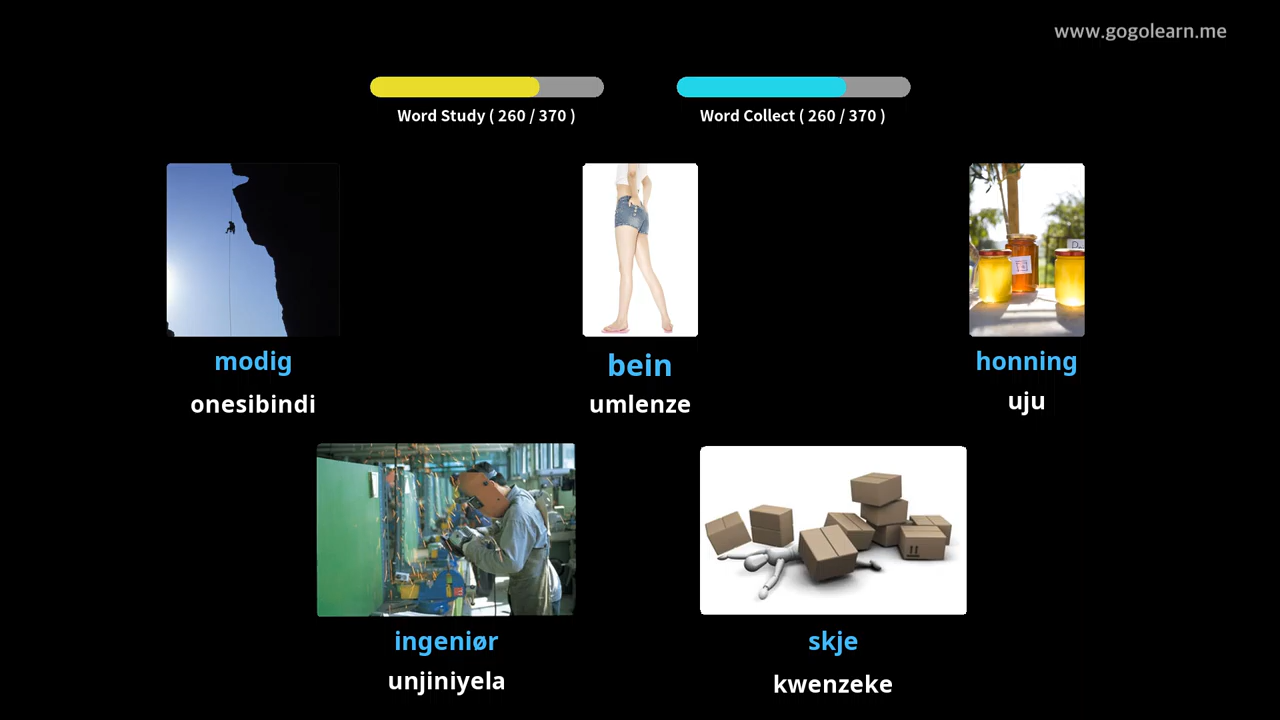 www.gogolearn.me
Word Study ( 260 / 370 )
Word Collect ( 260 / 370 )
modig
onesibindi
bein
umlenze
honning
uju
ingeniør
unjiniyela
skje
kwenzeke